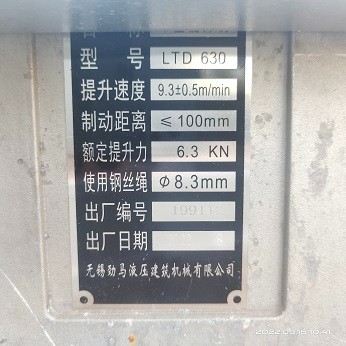 型号 LTD 630
提升速度 9.3±0.5m/min
制动距离 ≤100mm
额定提升力 6.3 KN
使用钢丝绳 Φ8.3mm
出厂编号
出厂日期
无锡劲马液压建筑机械有限公司